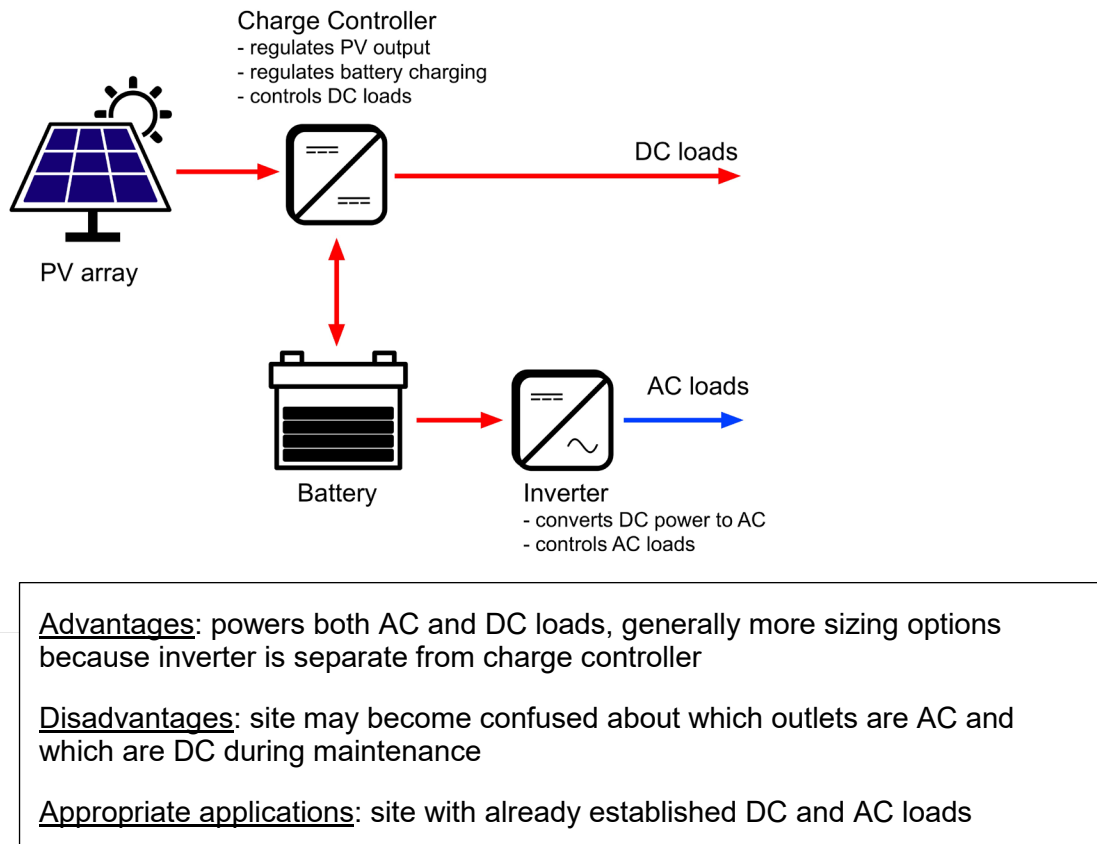 Charge Controller
- regulates PV output
- regulates battery charging
- controls DC loads
DC loads
PV array
AC loads
Battery
Inverter
- converts DC power to AC
- controls AC loads
Advantages: powers both AC and DC loads, generally more sizing options
because inverter is separate from charge controller
Disadvantages: site may become confused about which outlets are AC and
which are DC during maintenance
Appropriate applications: site with already established DC and AC loads